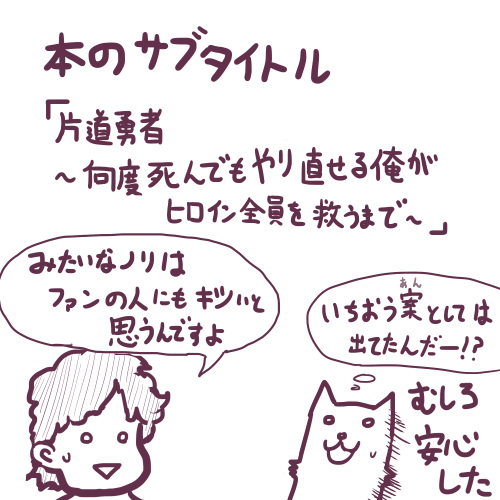 本のサブタイトル
「片道勇者
～何度死んでもやり直せる俺が
ヒロイン全員を救うまで～」
みたいなノリは
ファンの人にもキツいと
思うんですよ
あん
いちおう案としては
出てたんだー!?
むしろ
安心
した